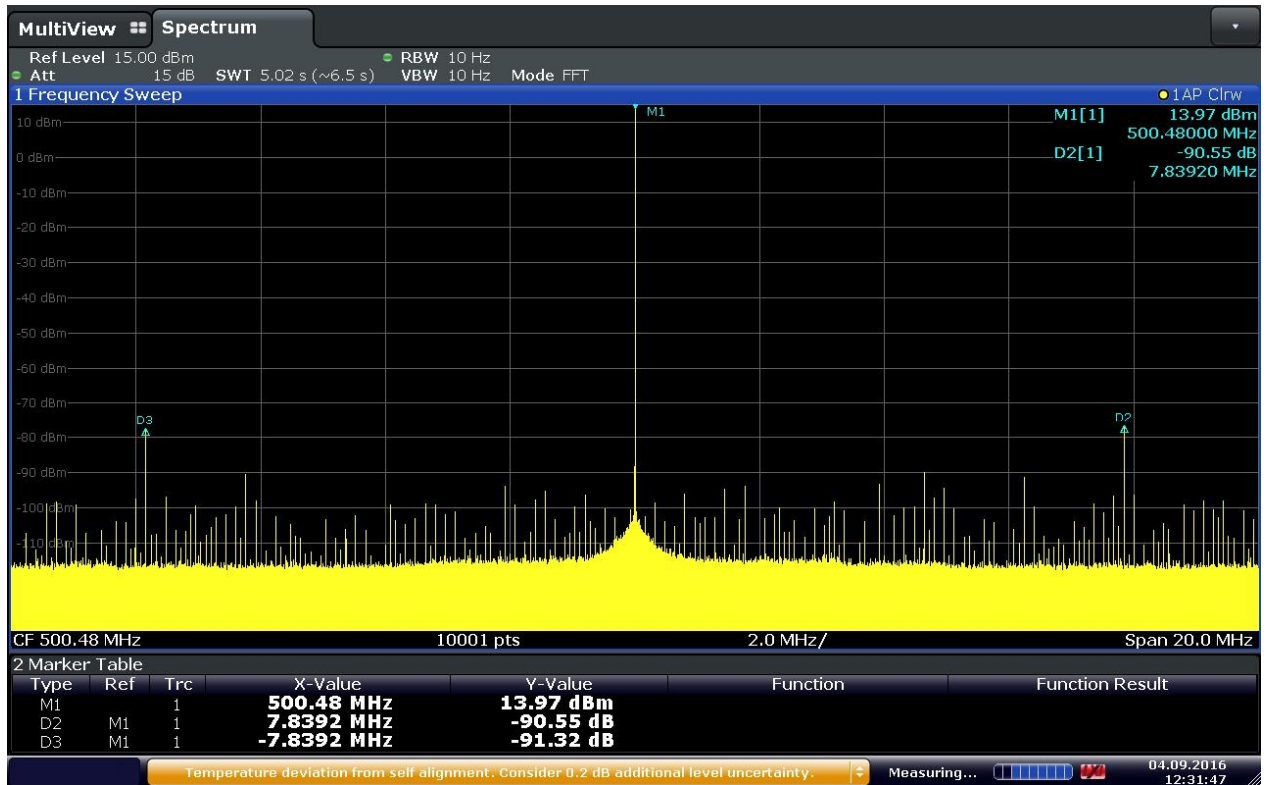 MultiView Spectrum
Ref Level 15.00 dBm RBW 10 Hz
Att 15 dB SWT 5.02 s (~6.5 s) VBW 10 Hz Mode FFT
1 Frequency Sweep 1AP Clrw
M1
M1[1] 13.97 dBm
500.48000 MHz
D2[1] -90.55 dB
7.83920 MHz
10 dBm
0 dBm
-10 dBm
-20 dBm
-30 dBm
-40 dBm
-50 dBm
-60 dBm
-70 dBm
D3 D2
-80 dBm
-90 dBm
-100 dBm
-110 dBm
CF 500.48 MHz 10001 pts 2.0 MHz/ Span 20.0 MHz
2 Marker Table
Type Ref Trc X-Value Y-Value Function Function Result
M1 1 500.48 MHz 13.97 dBm
D2 M1 1 7.8392 MHz -90.55 dB
D3 M1 1 -7.8392 MHz -91.32 dB
Temperature deviation from self alignment. Consider 0.2 dB additional level uncertainty. Measuring... 04.09.2016
12:31:47